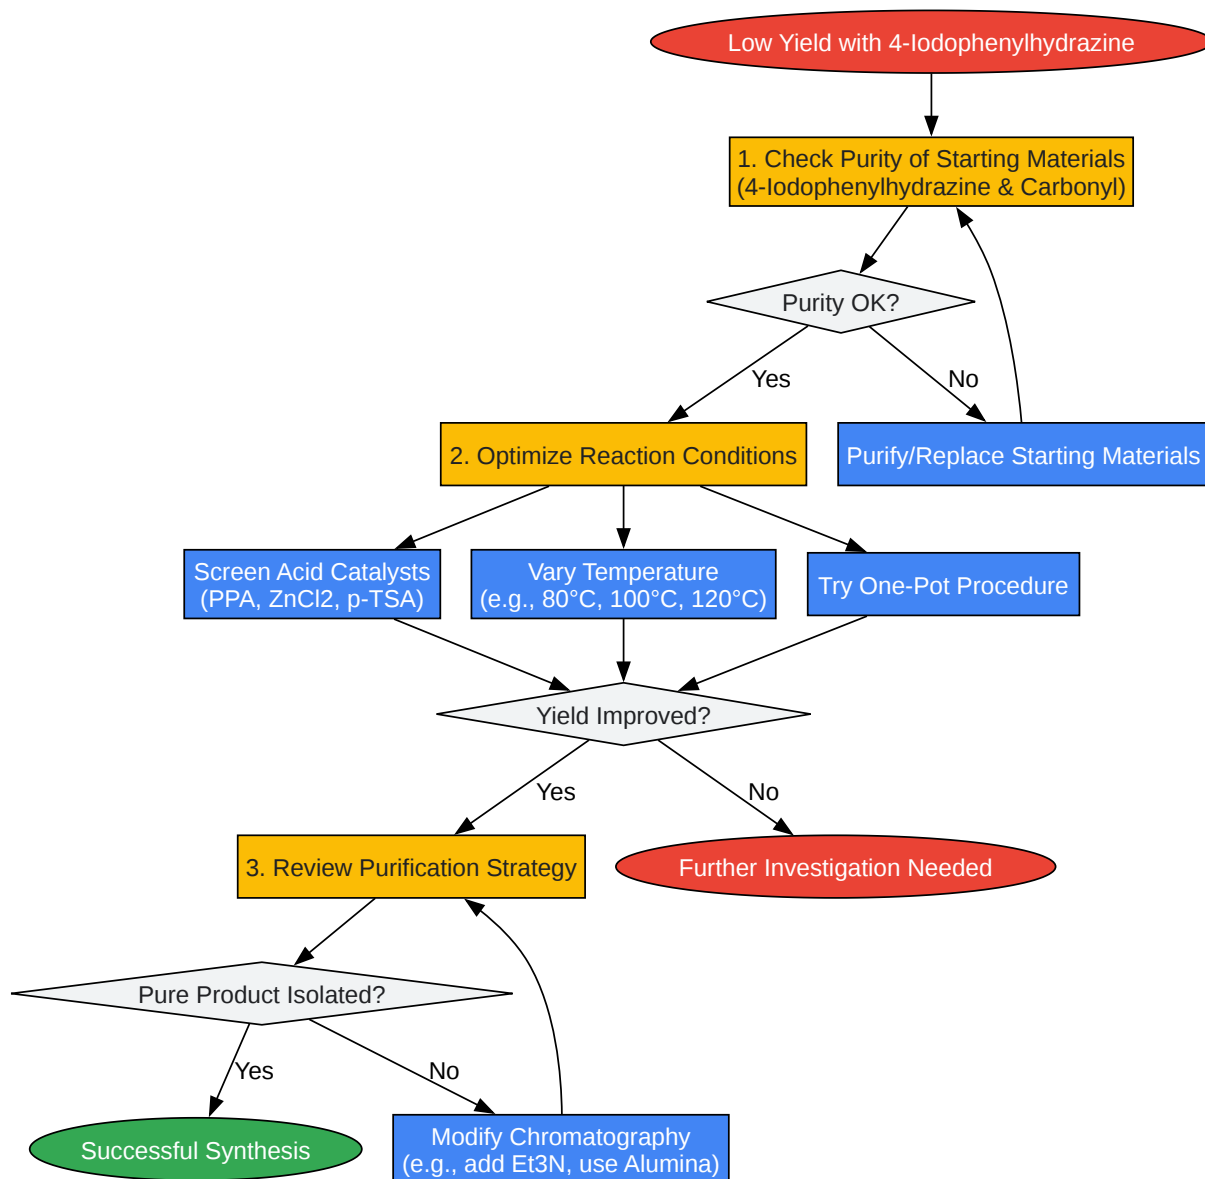 Low Yield with 4-Iodophenylhydrazine
1. Check Purity of Starting Materials
(4-Iodophenylhydrazine & Carbonyl)
Purity OK?
Yes
No
2. Optimize Reaction Conditions
Purify/Replace Starting Materials
Screen Acid Catalysts
(PPA, ZnCl2, p-TSA)
Vary Temperature
(e.g., 80°C, 100°C, 120°C)
Try One-Pot Procedure
Yield Improved?
Yes
No
3. Review Purification Strategy
Further Investigation Needed
Pure Product Isolated?
Yes
No
Successful Synthesis
Modify Chromatography
(e.g., add Et3N, use Alumina)